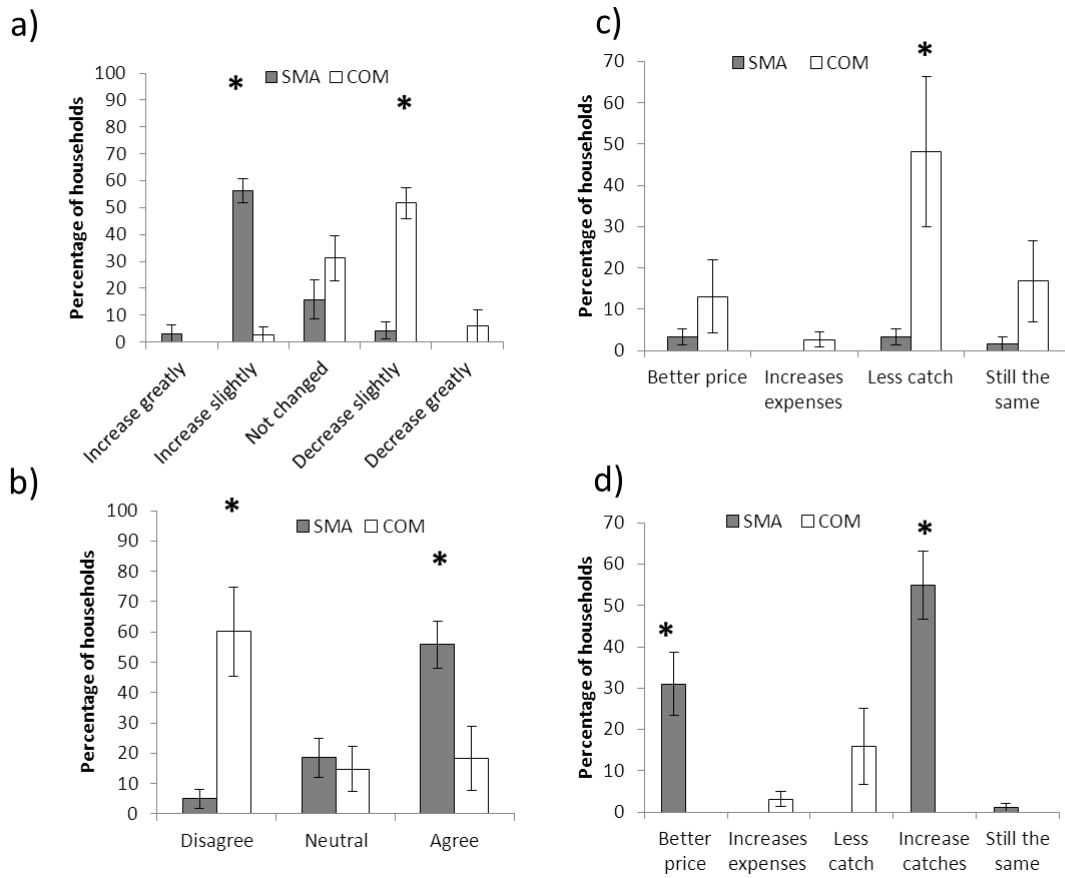 a)
SMA COM
*
*
Percentage of households
100
90
80
70
60
50
40
30
20
10
0
Increase greatly
Increase slightly
Not changed
Decrease slightly
Decrease greatly
b)
*
SMA COM
*
Percentage of households
100
90
80
70
60
50
40
30
20
10
0
Disagree Neutral Agree
c)
*
SMA COM
Percentage of households
70
60
50
40
30
20
10
0
Better price Increases Less catch Still the
expenses same
d)
SMA COM
*
*
Percentage of households
70
60
50
40
30
20
10
0
Better Increases Less Increase Still the
price expenses catch catches same